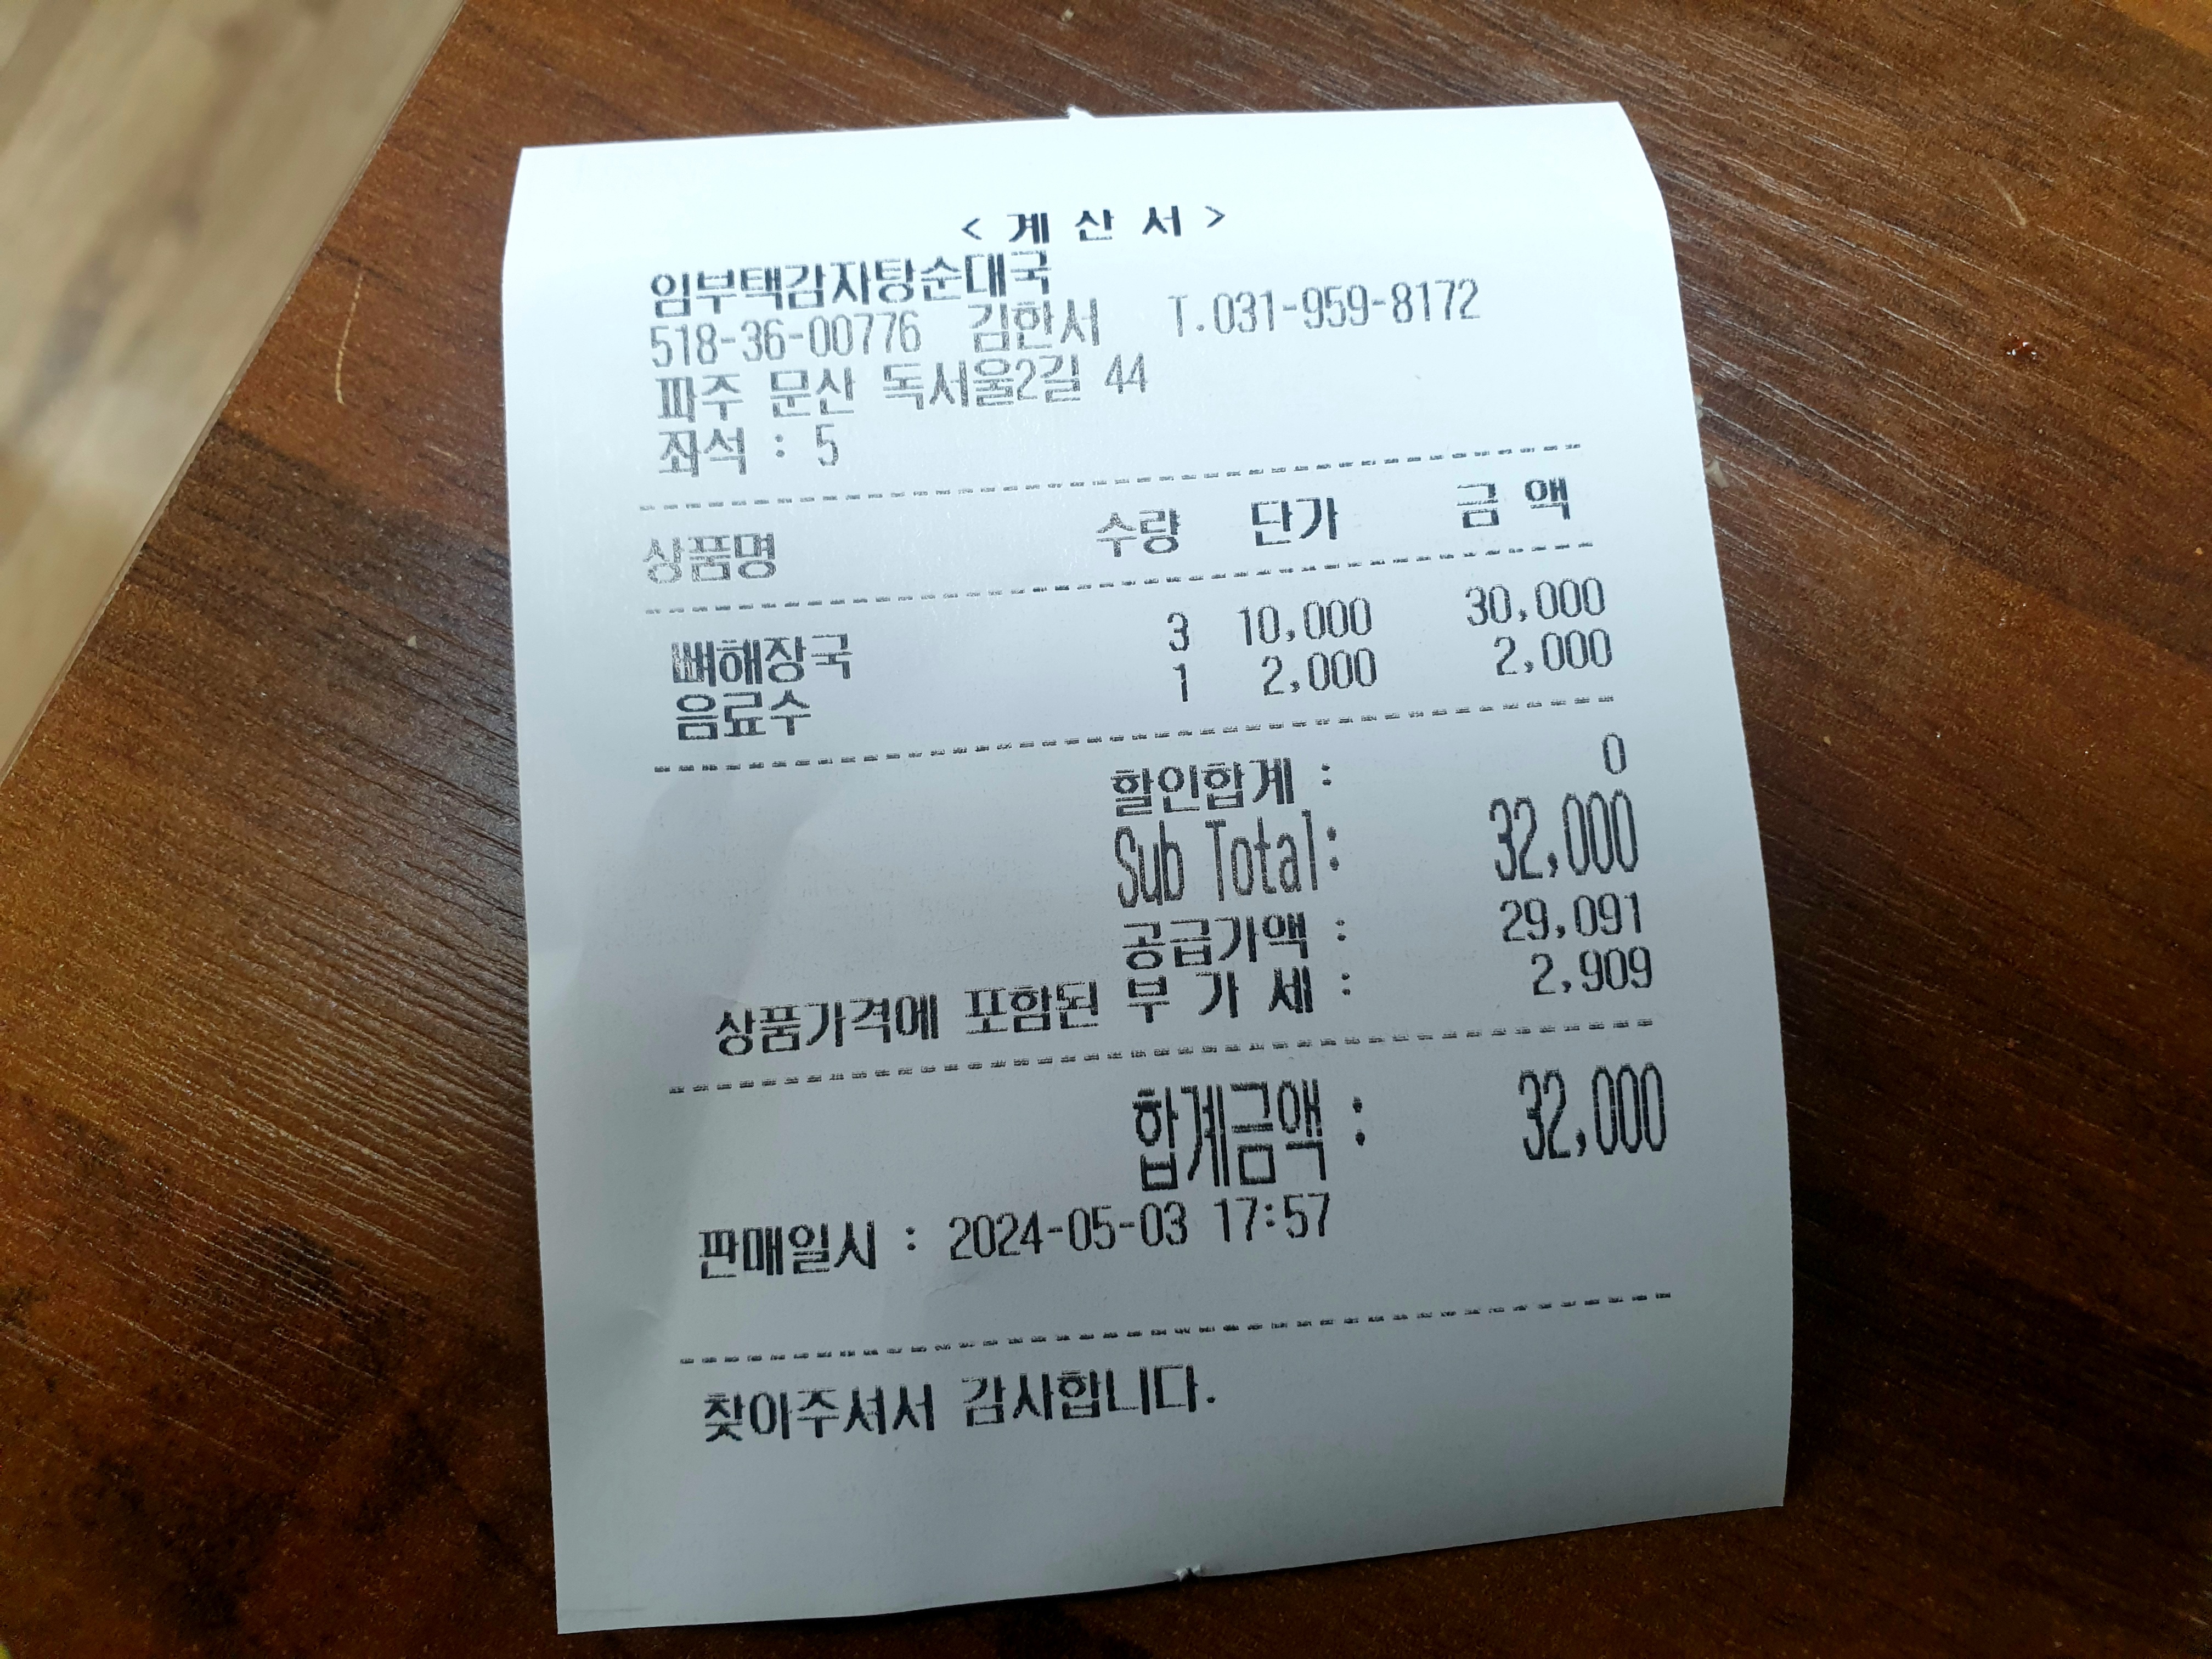 < 계 산 서 >
임부택감자탕순대국
518-36-00776 김한서 T.031-959-8172
파주 문산 독서울2길 44
좌석 : 5
상품명 수량 단가 금 액
뼈해장국 3 10,000 30,000
음료수 1 2,000 2,000
할인합계 : 0
Sub Total: 32,000
공급가액 : 29,091
상품가격에 포함된 부 가 세 : 2,909
합계금액 : 32,000
판매일시 : 2024-05-03 17:57
찾아주셔서 감사합니다.